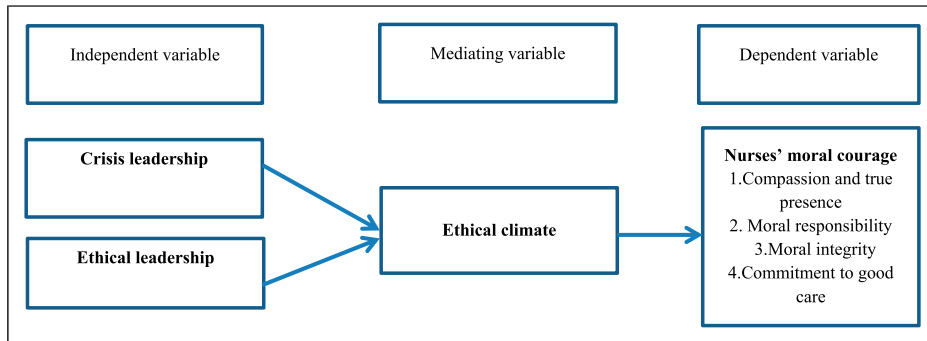 Independent variable
Mediating variable
Dependent variable
Crisis leadership
Ethical leadership
Ethical climate
Nurses’ moral courage
1.Compassion and true
presence
2. Moral responsibility
3.Moral integrity
4.Commitment to good
care